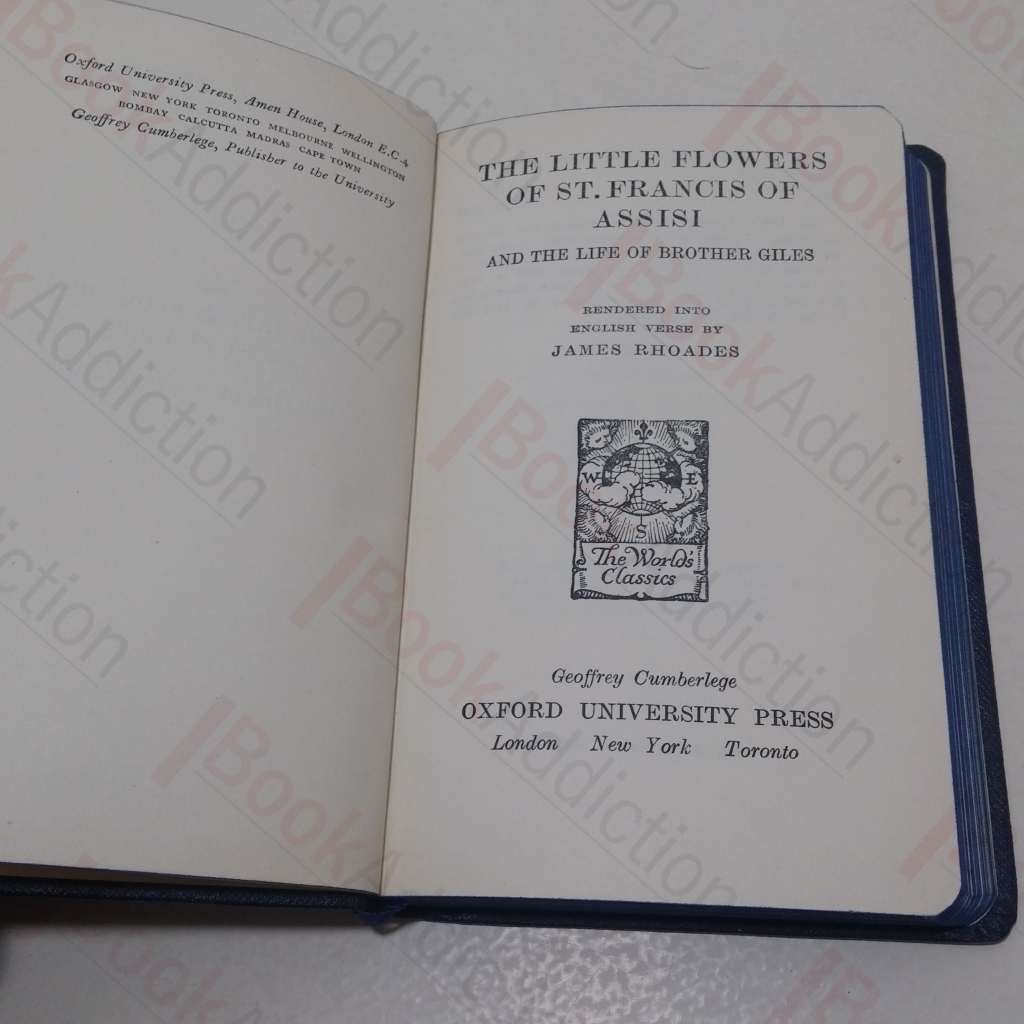 Oxford University Press, Amen House, London E.C.4
GLASGOW NEW YORK TORONTO MELBOURNE WELLINGTON
BOMBAY CALCUTTA MADRAS CAPE TOWN
Geoffrey Cumberlege, Publisher to the University
THE LITTLE FLOWERS
OF ST. FRANCIS OF
ASSISI
AND THE LIFE OF BROTHER GILES
RENDERED INTO
ENGLISH VERSE BY
JAMES RHOADES
W E
S
The World's
Classics
Geoffrey Cumberlege
OXFORD UNIVERSITY PRESS
London New York Toronto
BookAddiction